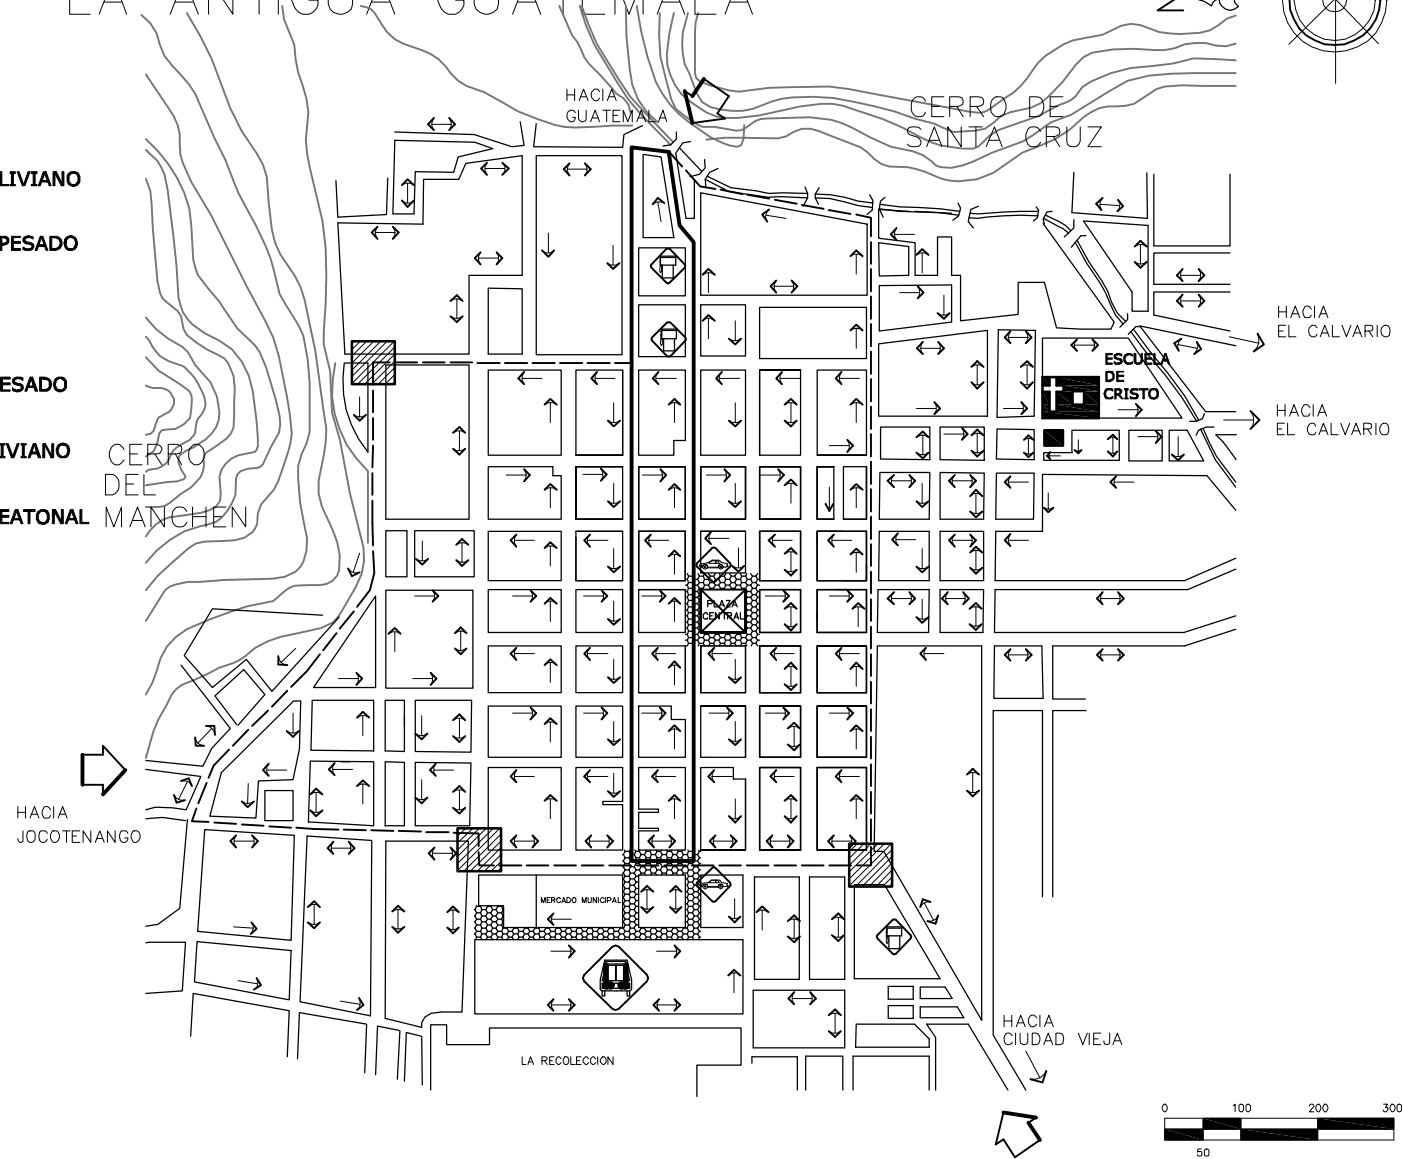 LA ANTIGUA GUATEMALA
N
HACIA
GUATEMALA
CERRO DE
SANTA CRUZ
LIVIANO
PESADO
HACIA
EL CALVARIO
ESCUELA
DE
CRISTO
ESADO
HACIA
EL CALVARIO
IVIANO
CERRO
DEL
MANCHEN
EATONAL
PLAZA
CENTRAL
HACIA
JOCOTENANGO
MERCADO MUNICIPAL
LA RECOLECCION
HACIA
CIUDAD VIEJA
0 100 200 300
50